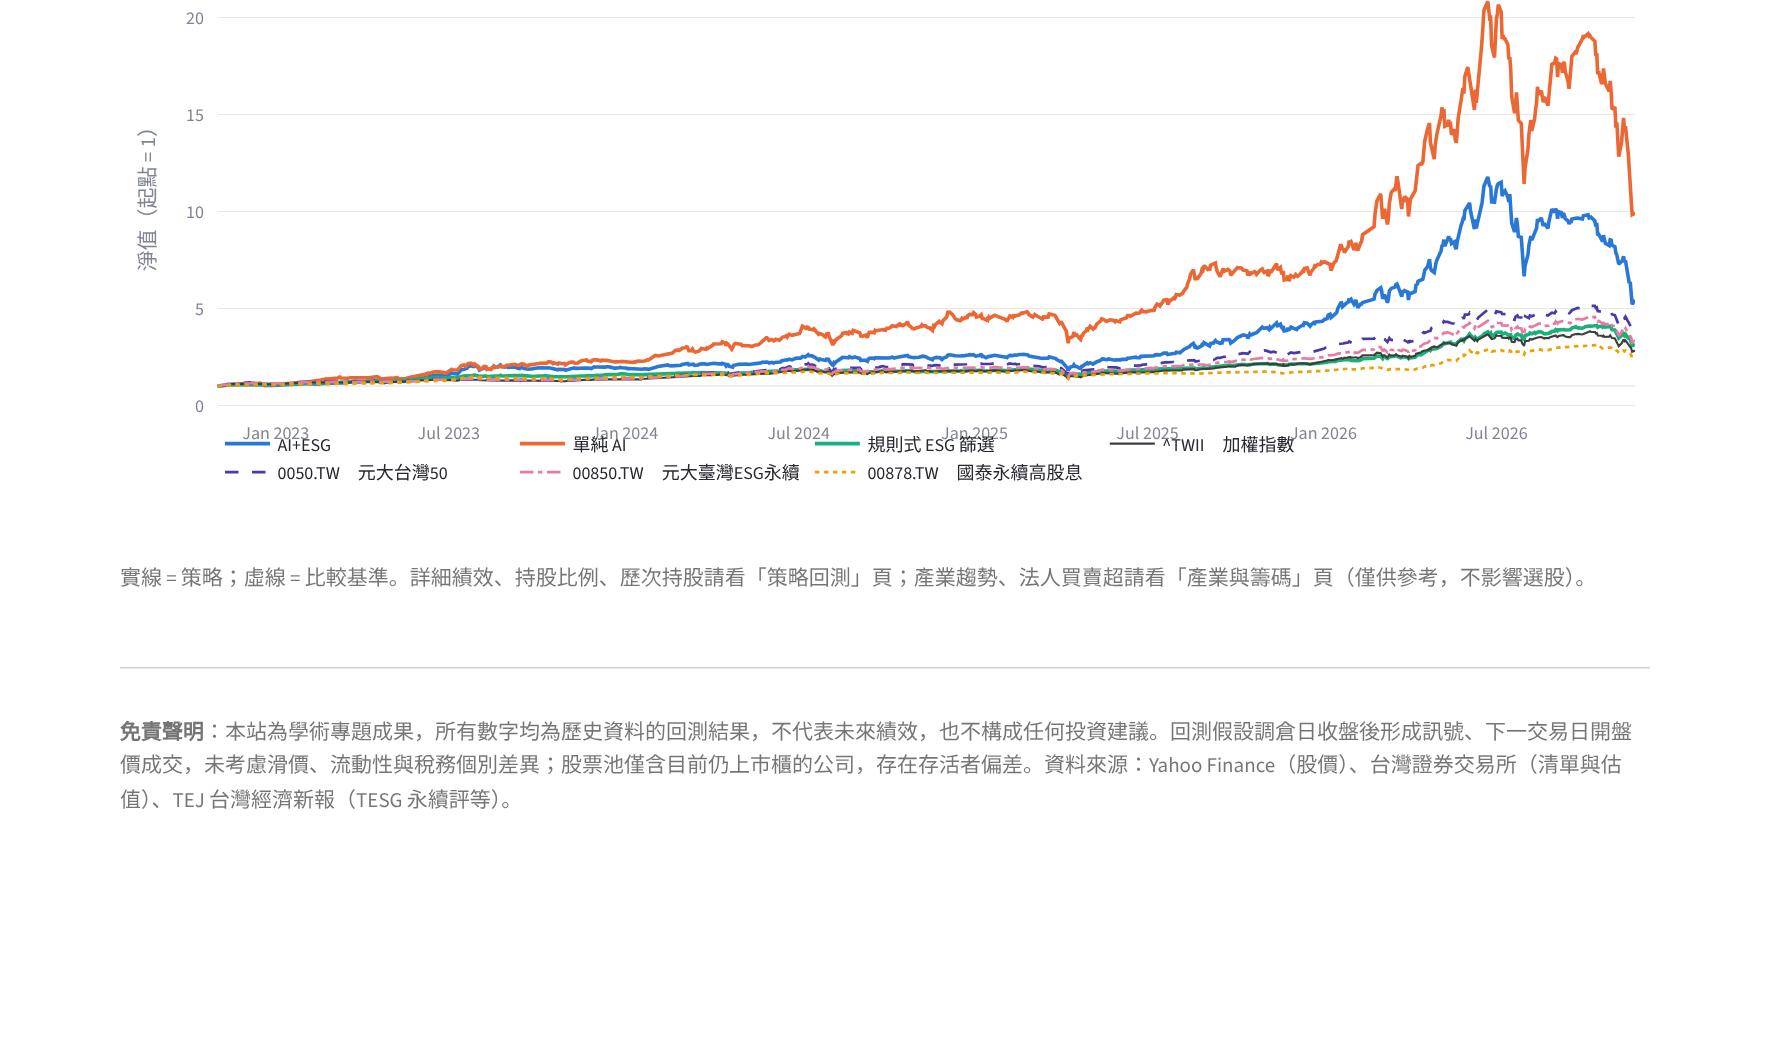 20
15
10
5
0
淨值（起點 = 1）
Jan 2023
Jul 2023
Jan 2024
Jul 2024
Jan 2025
Jul 2025
Jan 2026
Jul 2026
AI+ESG
單純 AI
規則式 ESG 篩選
^TWII　加權指數
0050.TW　元大台灣50
00850.TW　元大臺灣ESG永續
00878.TW　國泰永續高股息
實線 = 策略；虛線 = 比較基準。詳細績效、持股比例、歷次持股請看「策略回測」頁；產業趨勢、法人買賣超請看「產業與籌碼」頁（僅供參考，不影響選股）。
免責聲明：本站為學術專題成果，所有數字均為歷史資料的回測結果，不代表未來績效，也不構成任何投資建議。回測假設調倉日收盤後形成訊號、下一交易日開盤
價成交，未考慮滑價、流動性與稅務個別差異；股票池僅含目前仍上市櫃的公司，存在存活者偏差。資料來源：Yahoo Finance（股價）、台灣證券交易所（清單與估
值）、TEJ 台灣經濟新報（TESG 永續評等）。